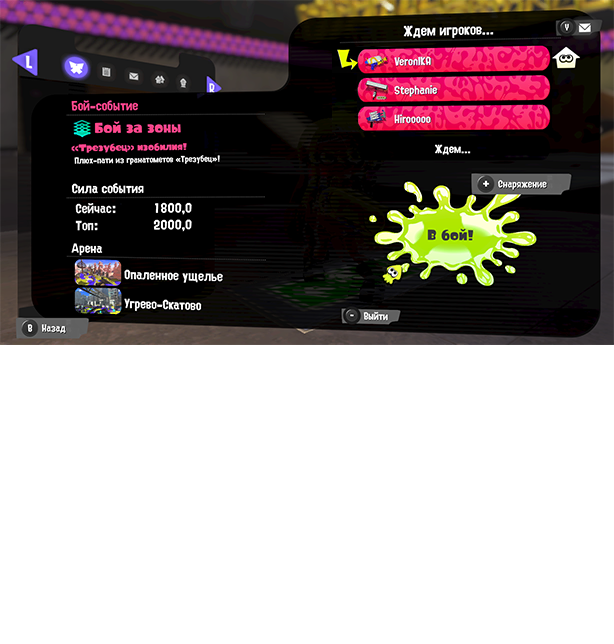 L
R
Бой-событие
Бой за зоны
«Трезубец» изобилия!
Плюх-пати из гранатометов «Трезубец»!
Сила события
Сейчас: 1800,0
Топ: 2000,0
Арена
Опаленное ущелье
Угрево-Скатово
B Назад
Ждем игроков...
Y
VeronIKA
Stephanie
Hirooooo
Ждем...
+ Снаряжение
В бой!
- Выйти